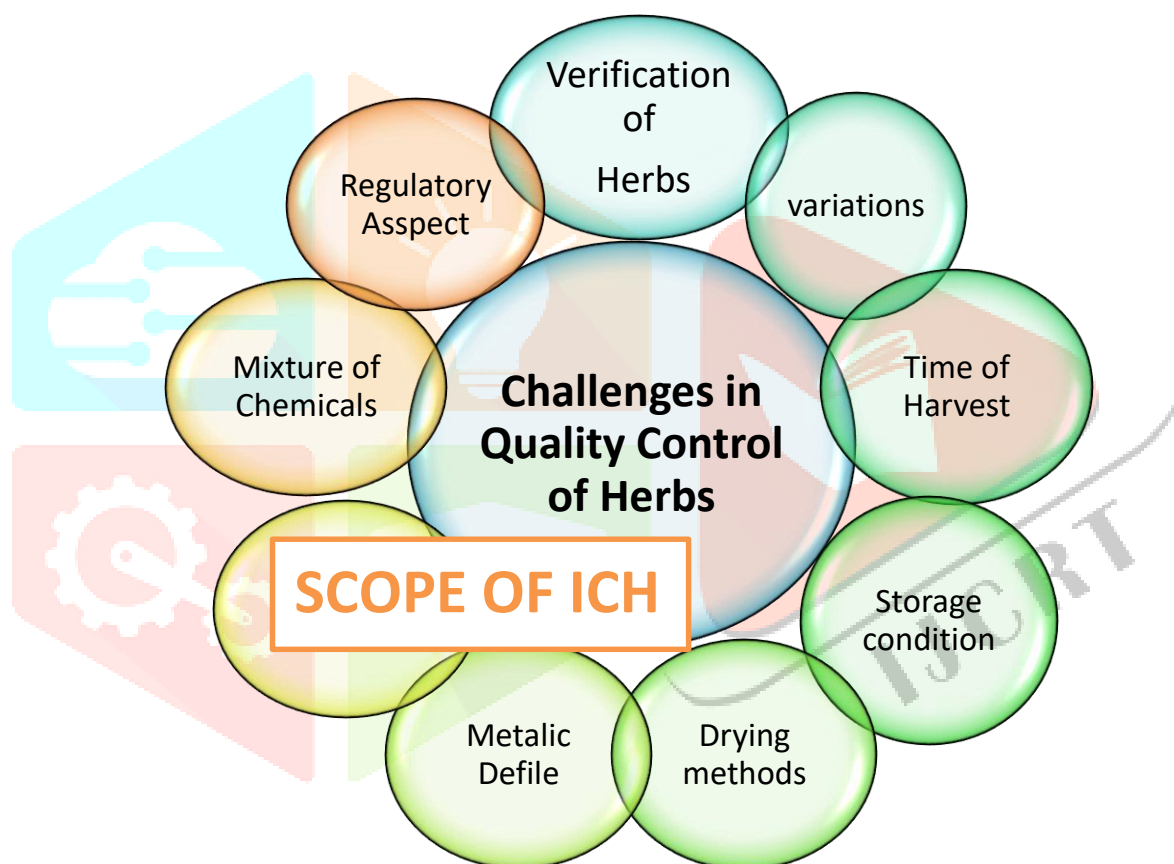 Verification
of
Herbs
variations
Time of
Harvest
Storage
condition
Drying
methods
Metalic
Defile
SCOPE OF ICH
Mixture of
Chemicals
Regulatory
Asspect
Challenges in
Quality Control
of Herbs
IJCRT